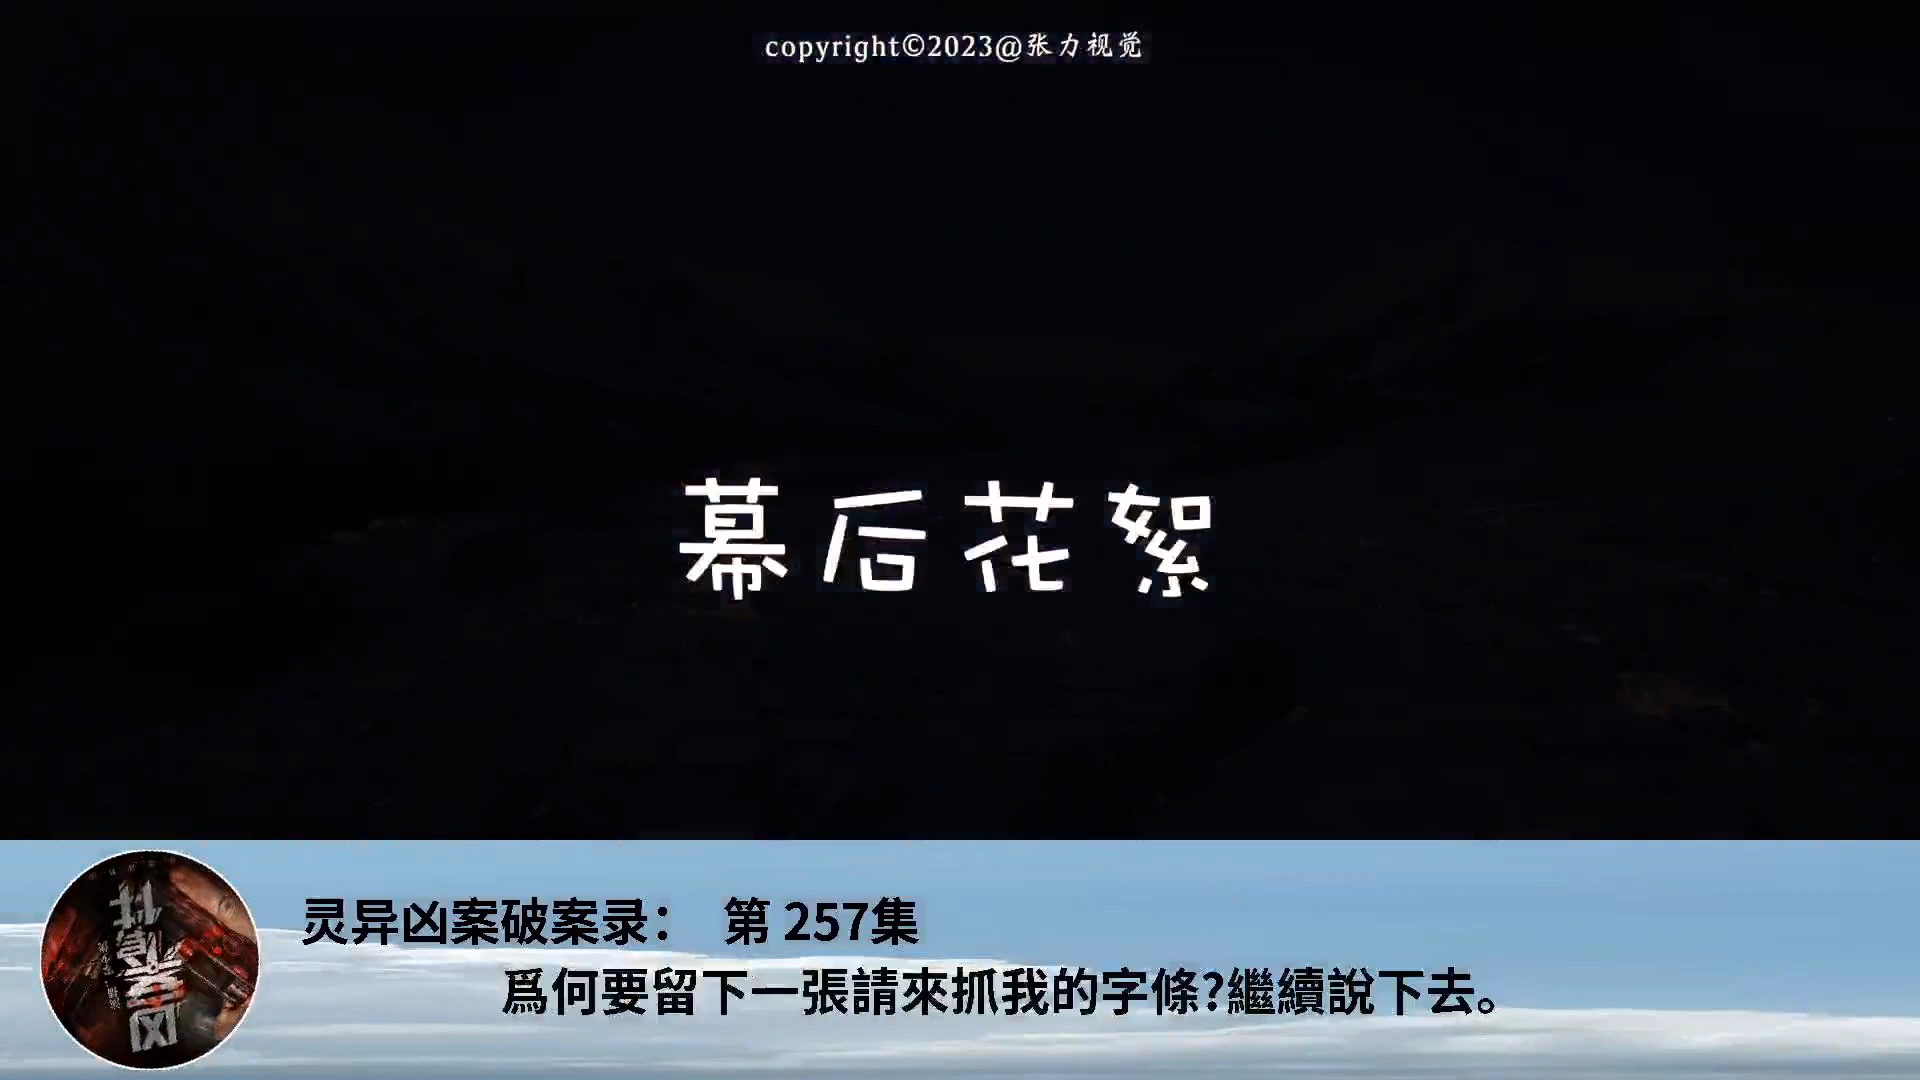 copyright©2023@张力视觉
幕后花絮
灵异凶案破案录： 第 257集
爲何要留下一張請來抓我的字條?繼續說下去。